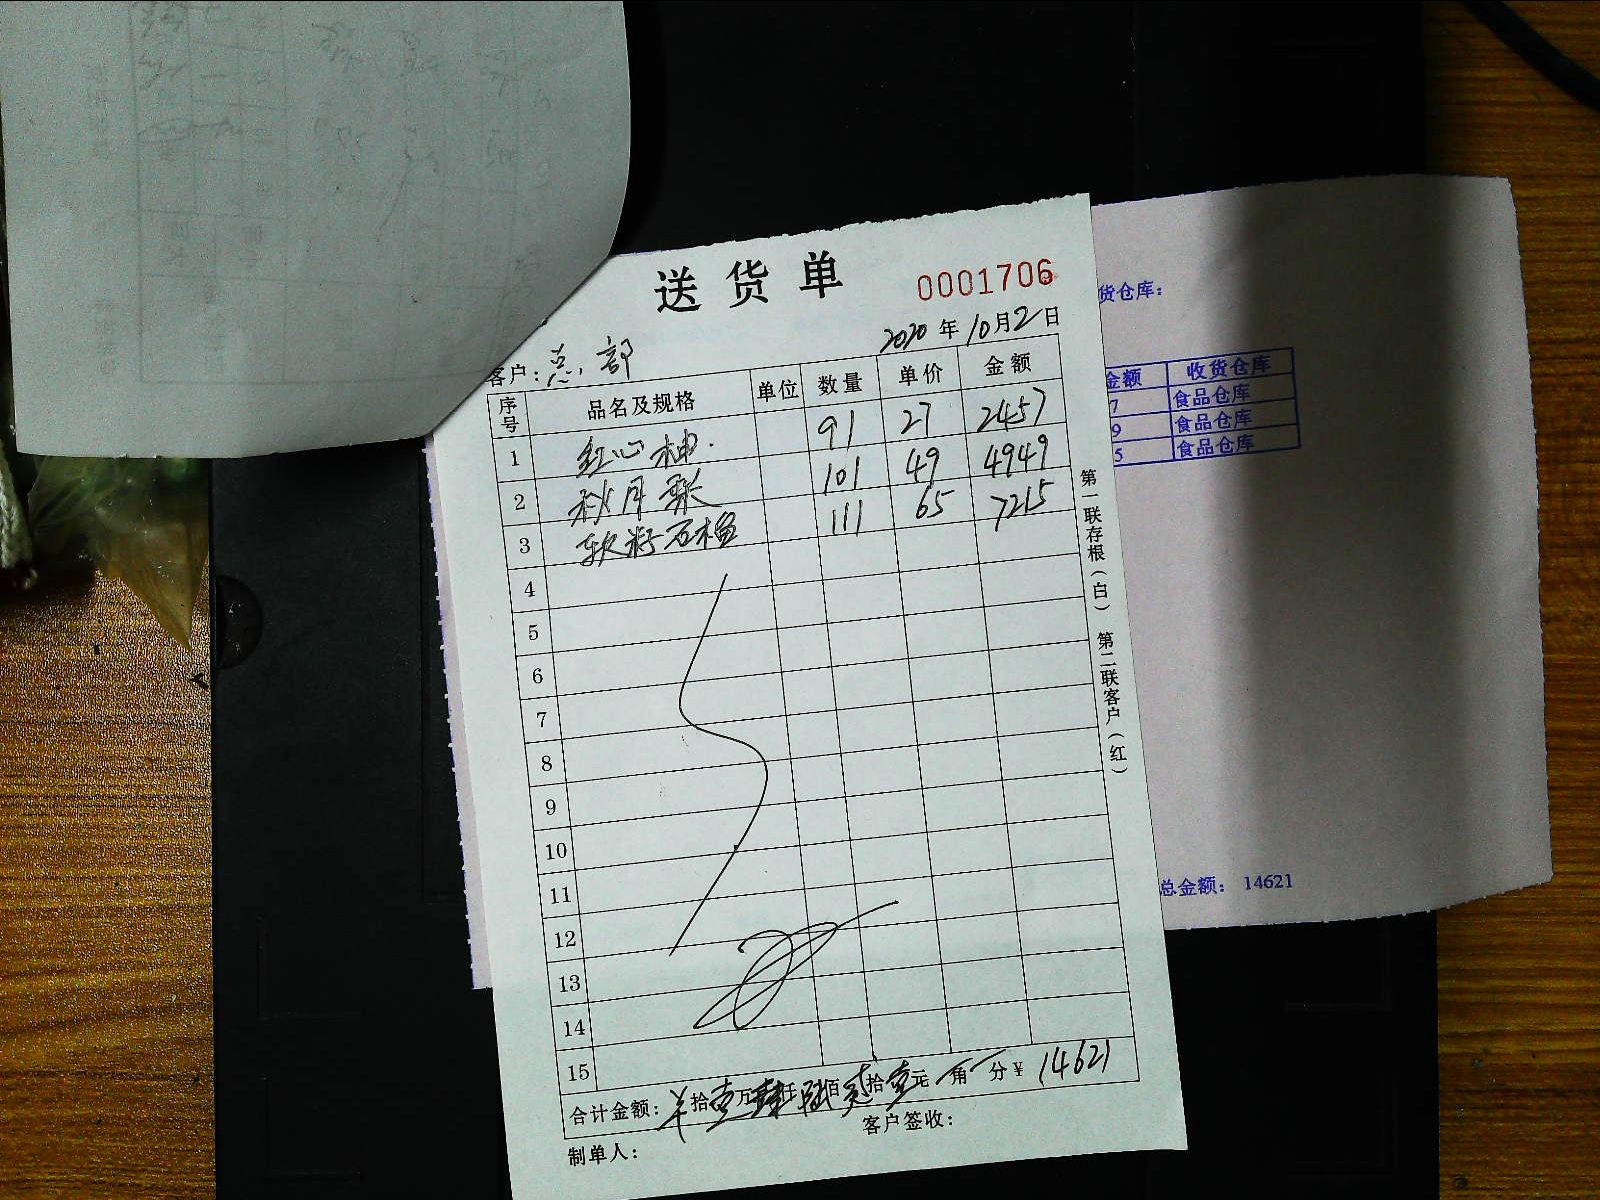 送货单
0001706
2020年10月2日
客户：总部
序号 品名及规格 单位 数量 单价 金额
1 红心柚 91 27 2457
2 秋月梨 101 49 4949
3 软籽石榴 111 65 7215
4
5
6
7
8
9
10
11
12
13
14
15
合计金额：羊拾壹万肆仟陆佰贰拾壹元 角 分￥14621
制单人： 客户签收：
第一联存根（白） 第二联客户（红）
货仓库：
金额 收货仓库
7 食品仓库
9 食品仓库
5 食品仓库
总金额： 14621